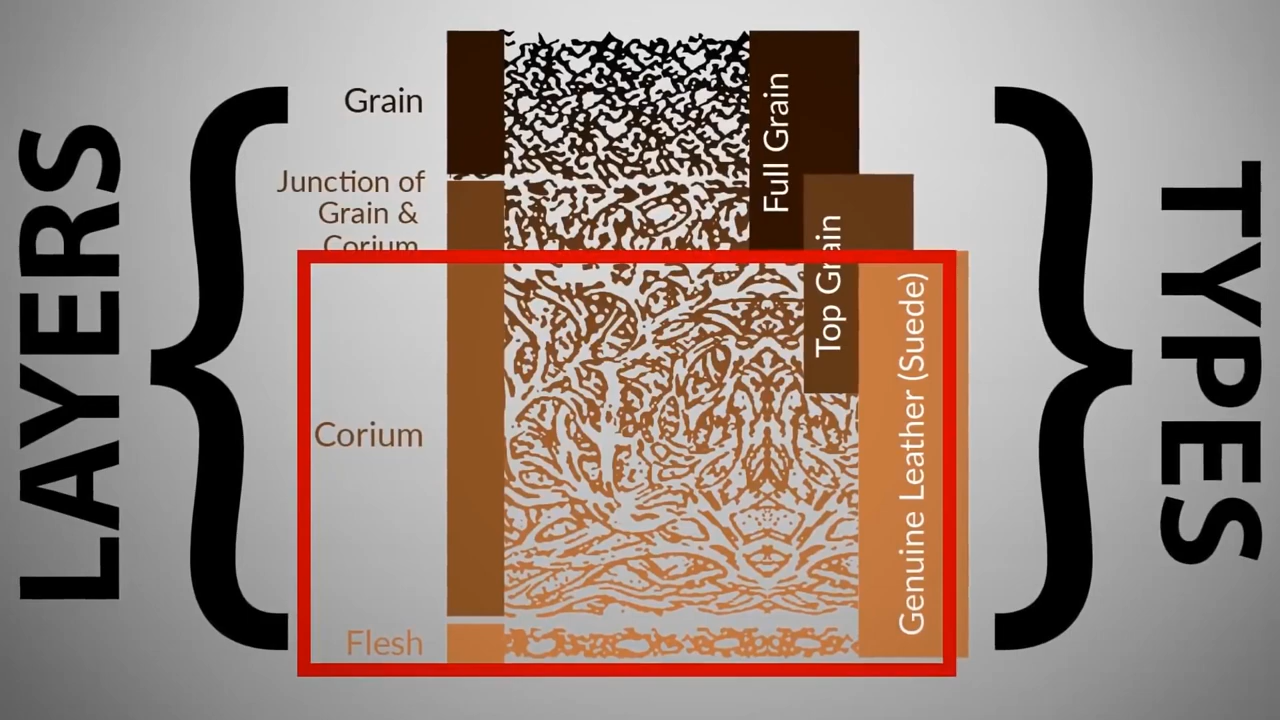 LAYERS
Grain
Junction of
Grain &
Corium
Corium
Flesh
Full Grain
Top Grain
Genuine Leather (Suede)
TYPES